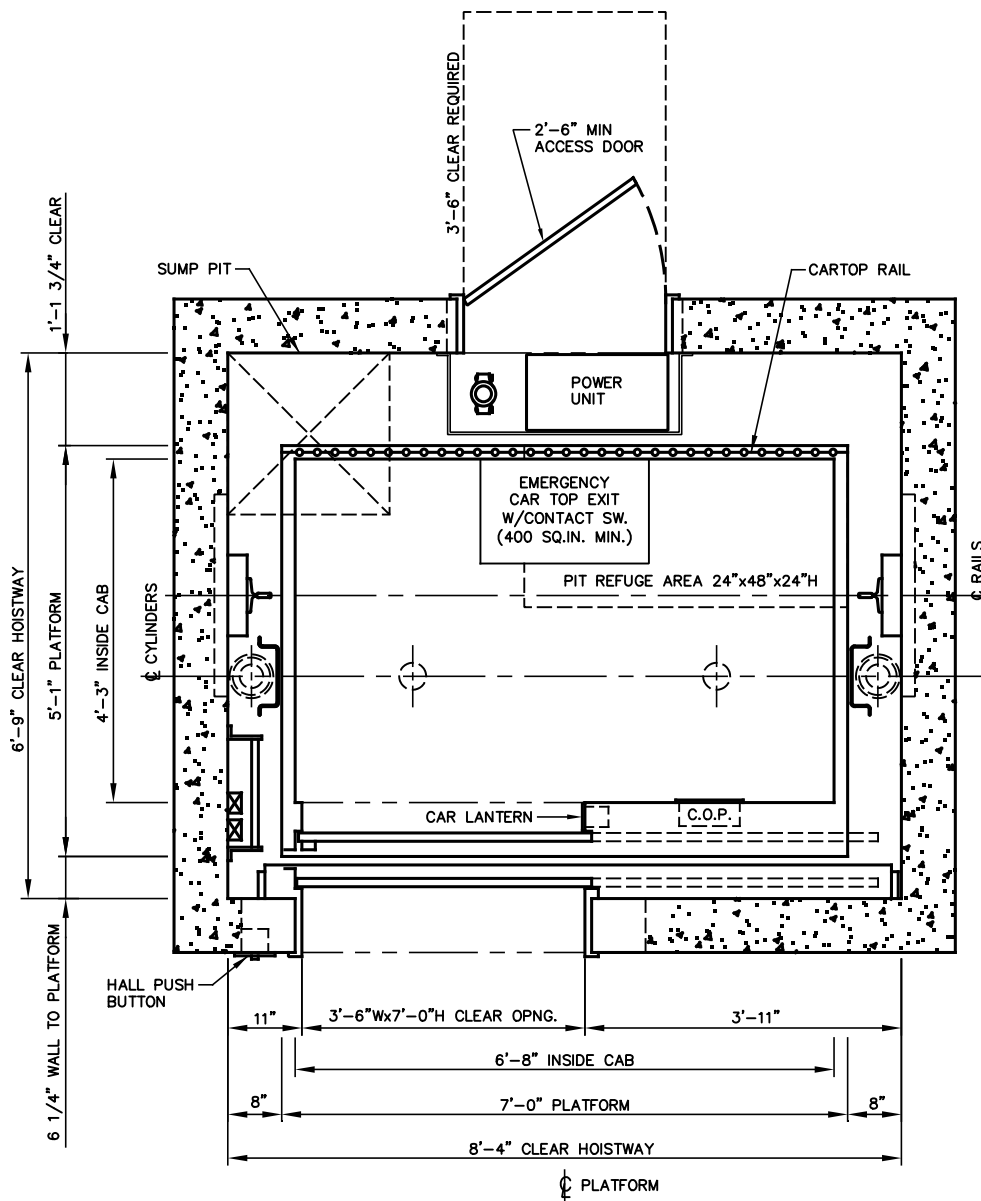 3'-6" CLEAR REQUIRED
2'-6" MIN
ACCESS DOOR
1'-1 3/4" CLEAR
SUMP PIT
CARTOP RAIL
POWER
UNIT
EMERGENCY
CAR TOP EXIT
W/CONTACT SW.
(400 SQ.IN. MIN.)
PIT REFUGE AREA 24"x48"x24"H
6'-9" CLEAR HOISTWAY
5'-1" PLATFORM
4'-3" INSIDE CAB
℄ CYLINDERS
℄ RAILS
CAR LANTERN
C.O.P.
6 1/4" WALL TO PLATFORM
HALL PUSH
BUTTON
11"
3'-6"Wx7'-0"H CLEAR OPNG.
3'-11"
6'-8" INSIDE CAB
8"
7'-0" PLATFORM
8"
8'-4" CLEAR HOISTWAY
℄ PLATFORM